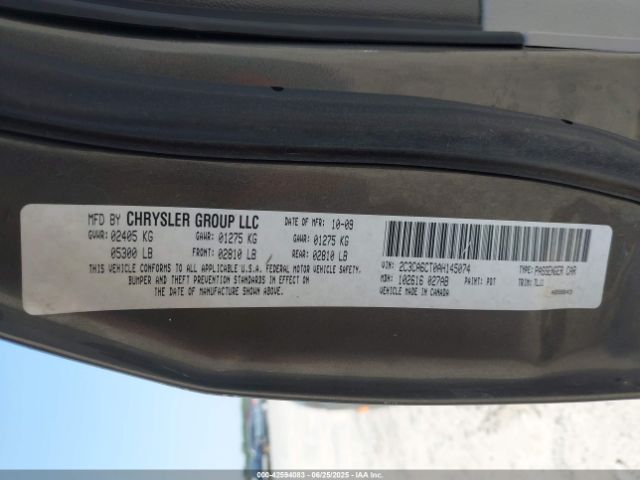 MFD BY CHRYSLER GROUP LLC
DATE OF MFR: 10-09
GVWR: 02405 KG
GAWR: 01275 KG
GAWR: 01275 KG
05300 LB
FRONT: 02810 LB
REAR: 02810 LB
THIS VEHICLE CONFORMS TO ALL APPLICABLE U.S.A. FEDERAL MOTOR VEHICLE SAFETY,
BUMPER AND THEFT PREVENTION STANDARDS IN EFFECT ON THE DATE OF
MANUFACTURE SHOWN ABOVE.
VIN: 2C3CA6CT0AH145074
TYPE: PASSENGER CAR
MDH: 102616 027AB
PAINT: PDT
TRIM:
VEHICLE MADE IN CANADA
000-42594083 - 06/25/2025 - IAAI.COM